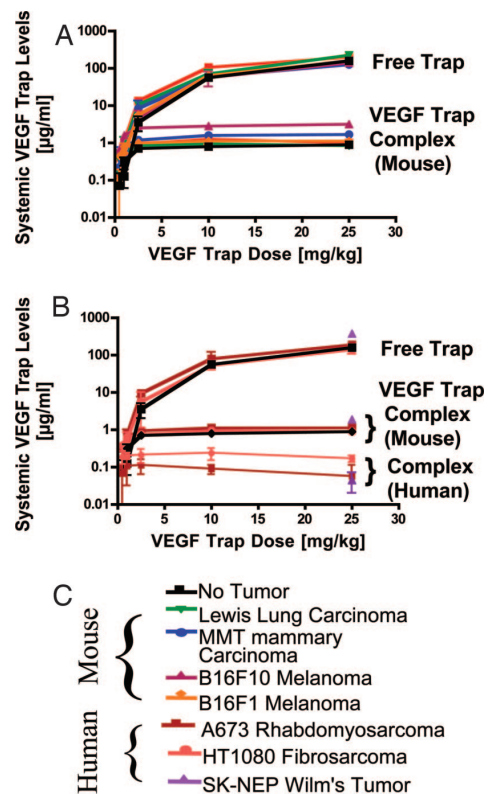 A
Systemic VEGF Trap Levels
[µg/ml]
1000
100
10
1
0.1
0.01
0 5 10 15 20 25 30
VEGF Trap Dose [mg/kg]
Free Trap
VEGF Trap
Complex
(Mouse)
B
Systemic VEGF Trap Levels
[µg/ml]
1000
100
10
1
0.1
0.01
0 5 10 15 20 25 30
VEGF Trap Dose [mg/kg]
Free Trap
VEGF Trap
Complex
(Mouse)
Complex
(Human)
C
Mouse
No Tumor
Lewis Lung Carcinoma
MMT mammary
Carcinoma
B16F10 Melanoma
B16F1 Melanoma
Human
A673 Rhabdomyosarcoma
HT1080 Fibrosarcoma
SK-NEP Wilm's Tumor